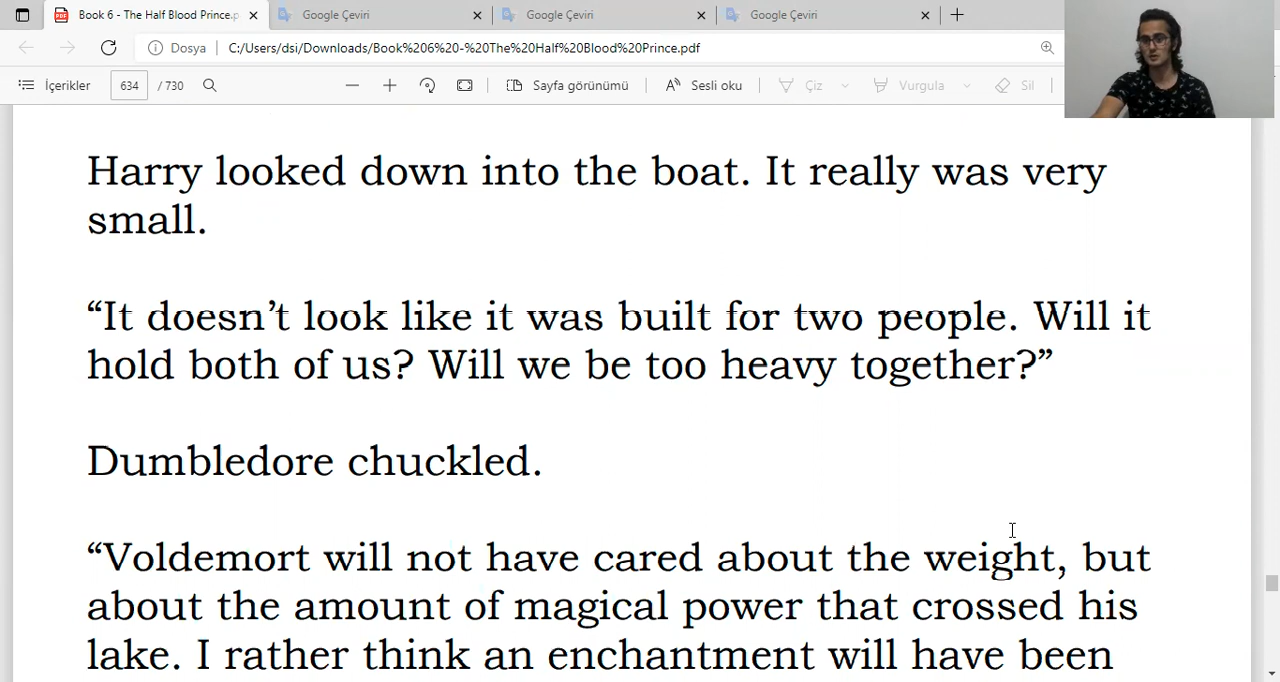 Book 6 - The Half Blood Prince.p
Google Çeviri
Google Çeviri
Google Çeviri
Dosya
C:/Users/dsi/Downloads/Book%206%20-%20The%20Half%20Blood%20Prince.pdf
İçerikler
634
/ 730
Sayfa görünümü
Sesli oku
Çiz
Vurgula
Sil
Harry looked down into the boat. It really was very
small.
“It doesn’t look like it was built for two people. Will it
hold both of us? Will we be too heavy together?”
Dumbledore chuckled.
“Voldemort will not have cared about the weight, but
about the amount of magical power that crossed his
lake. I rather think an enchantment will have been